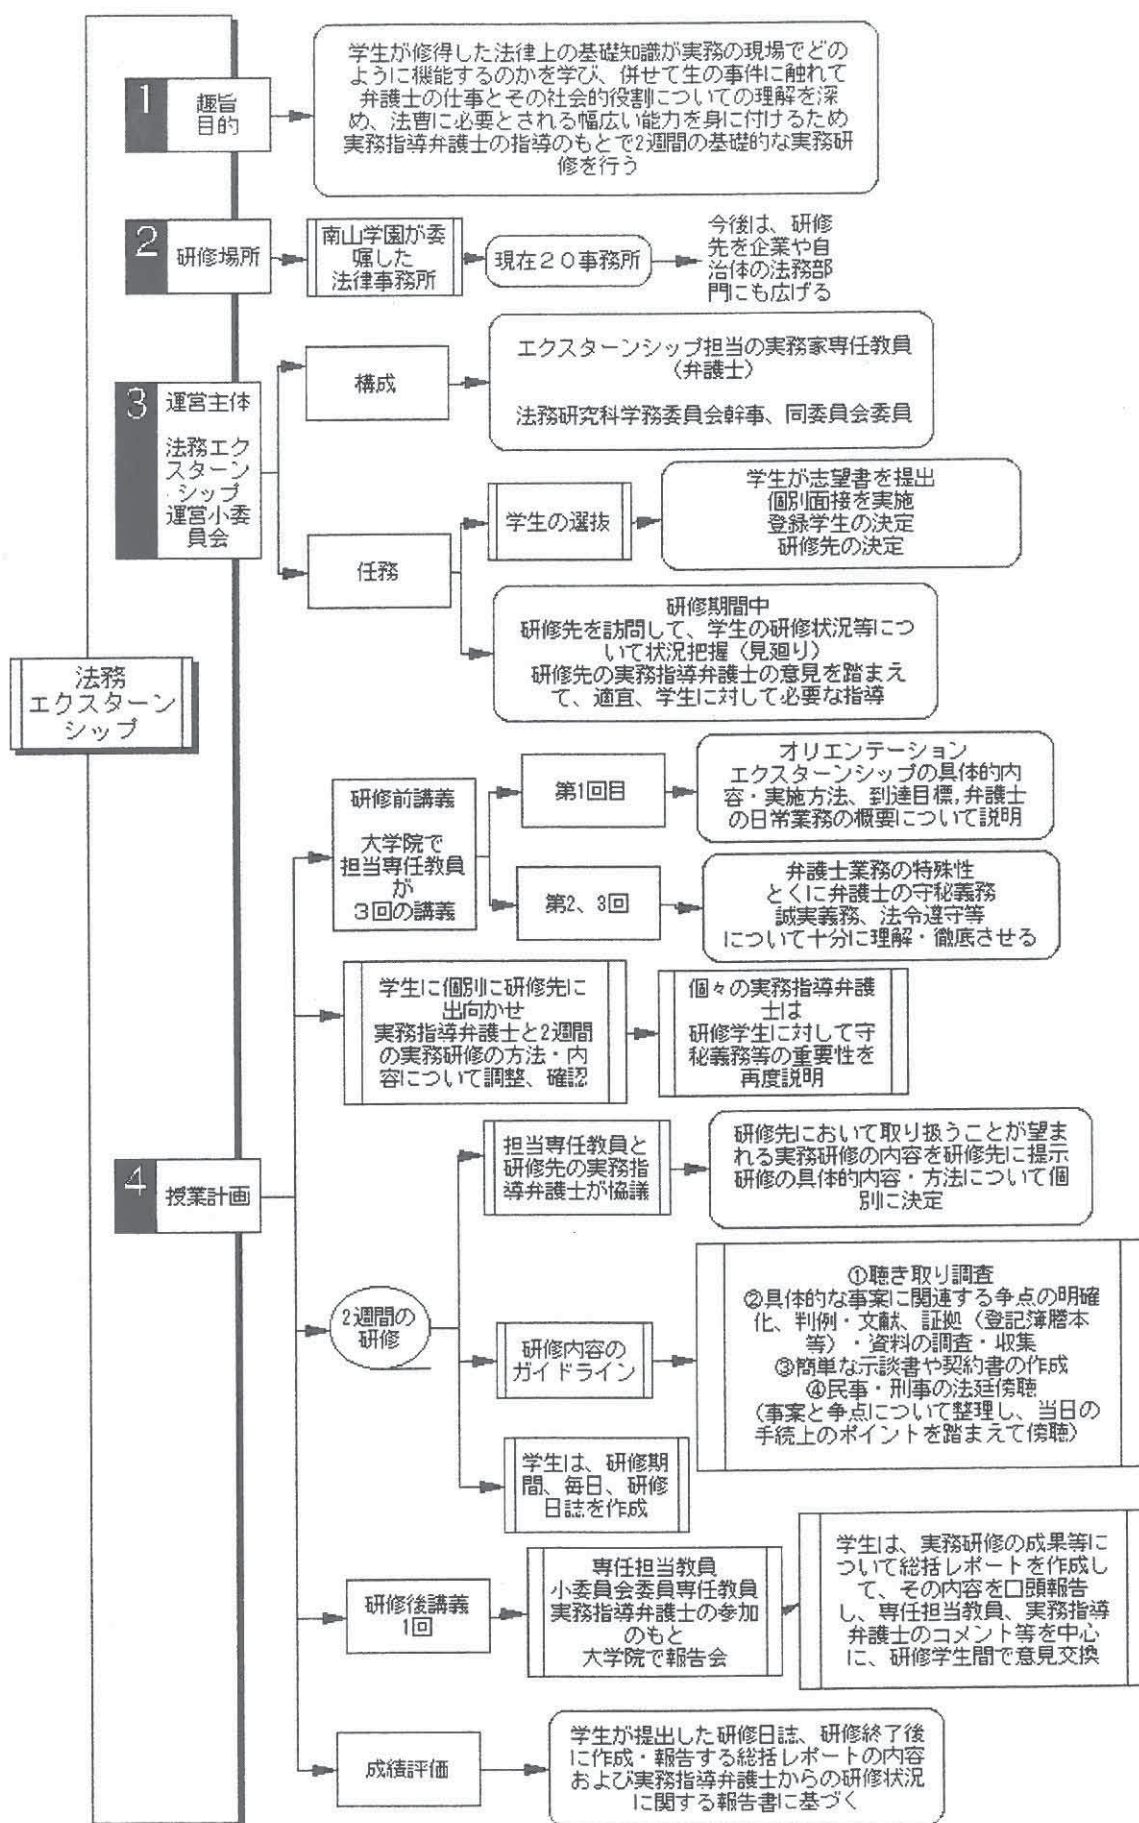 法務
エクスターン
シップ
1
趣旨
目的
学生が修得した法律上の基礎知識が実務の現場でどの
ように機能するのかを学び、併せて生の事件に触れて
弁護士の仕事とその社会的役割についての理解を深
め、法曹に必要とされる幅広い能力を身に付けるため
実務指導弁護士の指導のもとで2週間の基礎的な実務研
修を行う
2
研修場所
南山学園が委
嘱した
法律事務所
現在20事務所
今後は、研修
先を企業や自
治体の法務部
門にも広げる
3
運営主体
法務エク
スターン
シップ
運営小委
員会
構成
エクスターンシップ担当の実務家専任教員
(弁護士)
法務研究科学務委員会幹事、同委員会委員
任務
学生の選抜
学生が志望書を提出
個別面接を実施
登録学生の決定
研修先の決定
研修期間中
研修先を訪問して、学生の研修状況等につ
いて状況把握(見廻り)
研修先の実務指導弁護士の意見を踏まえ
て、適宜、学生に対して必要な指導
4
授業計画
研修前講義
大学院で
担当専任教員
が
3回の講義
第1回目
オリエンテーション
エクスターンシップの具体的内
容・実施方法、到達目標,弁護士
の日常業務の概要について説明
第2、3回
弁護士業務の特殊性
とくに弁護士の守秘義務
誠実義務、法令遵守等
について十分に理解・徹底させる
学生に個別に研修先に
出向かせ
実務指導弁護士と2週間
の実務研修の方法・内
容について調整、確認
個々の実務指導弁護
士は
研修学生に対して守
秘義務等の重要性を
再度説明
2週間の
研修
担当専任教員と
研修先の実務指
導弁護士が協議
研修先において取り扱うことが望ま
れる実務研修の内容を研修先に提示
研修の具体的内容・方法について個
別に決定
研修内容の
ガイドライン
①聴き取り調査
②具体的な事案に関連する争点の明確
化、判例・文献、証拠(登記簿謄本
等)・資料の調査・収集
③簡単な示談書や契約書の作成
④民事・刑事の法廷傍聴
(事案と争点について整理し、当日の
手続上のポイントを踏まえて傍聴)
学生は、研修期
間、毎日、研修
日誌を作成
研修後講義
1回
専任担当教員
小委員会委員専任教員
実務指導弁護士の参加
のもと
大学院で報告会
学生は、実務研修の成果等に
ついて総括レポートを作成し
て、その内容を口頭報告
し、専任担当教員、実務指導
弁護士のコメント等を中心
に、研修学生間で意見交換
成績評価
学生が提出した研修日誌、研修終了後
に作成・報告する総括レポートの内容
および実務指導弁護士からの研修状況
に関する報告書に基づく